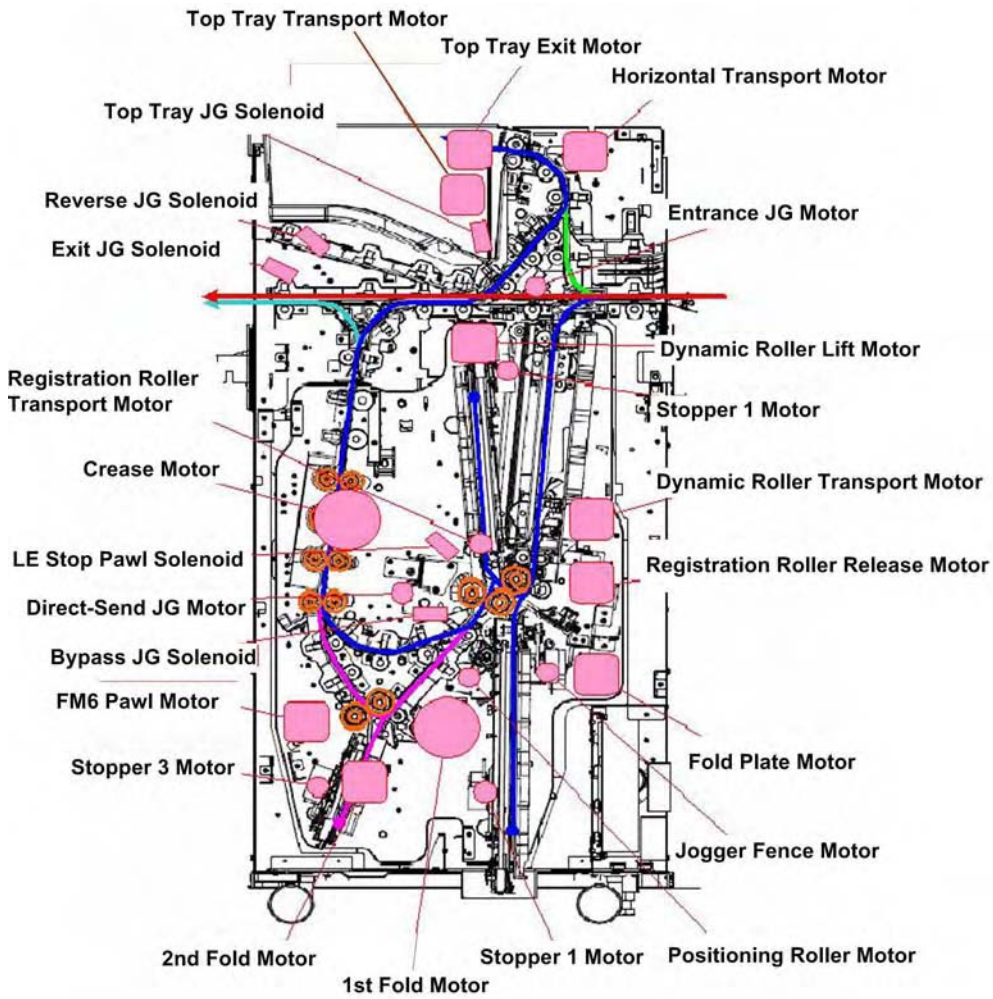 Top Tray Transport Motor
Top Tray Exit Motor
Horizontal Transport Motor
Top Tray JG Solenoid
Reverse JG Solenoid
Entrance JG Motor
Exit JG Solenoid
Dynamic Roller Lift Motor
Registration Roller
Transport Motor
Stopper 1 Motor
Crease Motor
Dynamic Roller Transport Motor
LE Stop Pawl Solenoid
Registration Roller Release Motor
Direct-Send JG Motor
Bypass JG Solenoid
FM6 Pawl Motor
Stopper 3 Motor
Fold Plate Motor
Jogger Fence Motor
2nd Fold Motor
1st Fold Motor
Stopper 1 Motor
Positioning Roller Motor